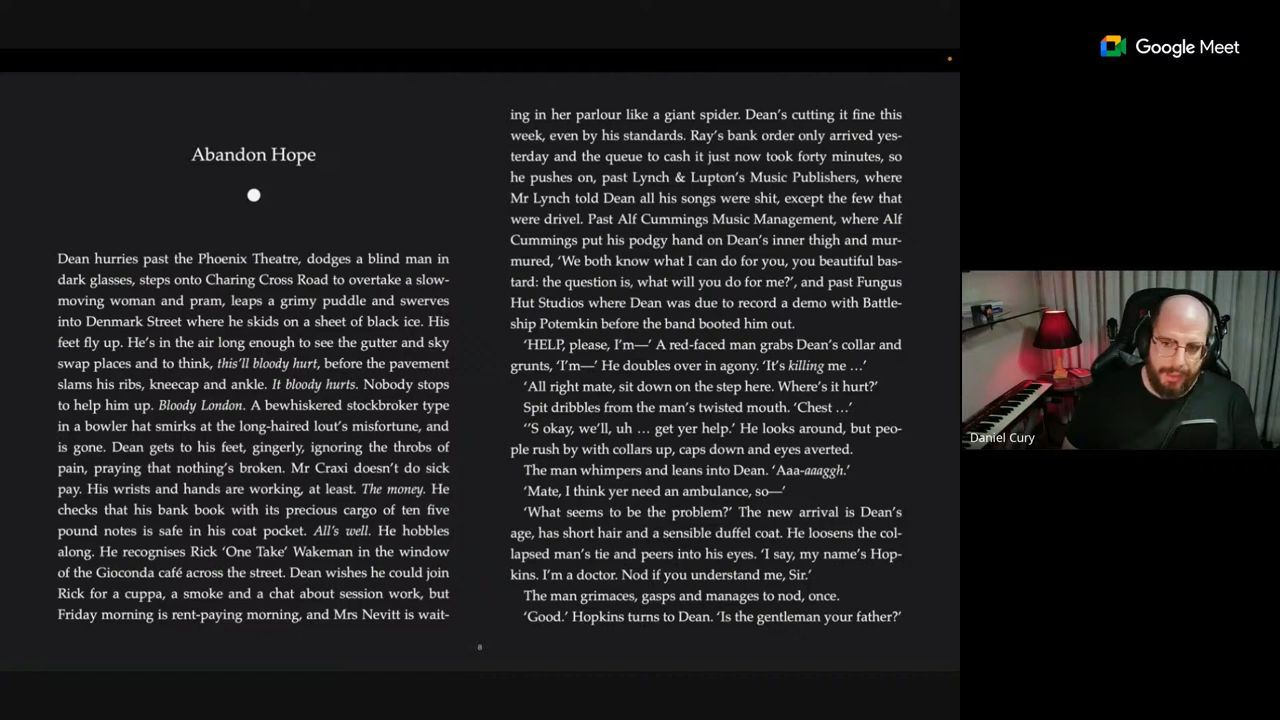 Google Meet
Abandon Hope
Dean hurries past the Phoenix Theatre, dodges a blind man in
dark glasses, steps onto Charing Cross Road to overtake a slow-
moving woman and pram, leaps a grimy puddle and swerves
into Denmark Street where he skids on a sheet of black ice. His
feet fly up. He's in the air long enough to see the gutter and sky
swap places and to think, this'll bloody hurt, before the pavement
slams his ribs, kneecap and ankle. It bloody hurts. Nobody stops
to help him up. Bloody London. A bewhiskered stockbroker type
in a bowler hat smirks at the long-haired lout's misfortune, and
is gone. Dean gets to his feet, gingerly, ignoring the throbs of
pain, praying that nothing's broken. Mr Craxi doesn't do sick
pay. His wrists and hands are working, at least. The money. He
checks that his bank book with its precious cargo of ten five
pound notes is safe in his coat pocket. All's well. He hobbles
along. He recognises Rick ‘One Take’ Wakeman in the window
of the Gioconda café across the street. Dean wishes he could join
Rick for a cuppa, a smoke and a chat about session work, but
Friday morning is rent-paying morning, and Mrs Nevitt is wait-
ing in her parlour like a giant spider. Dean’s cutting it fine this
week, even by his standards. Ray’s bank order only arrived yes-
terday and the queue to cash it just now took forty minutes, so
he pushes on, past Lynch & Lupton’s Music Publishers, where
Mr Lynch told Dean all his songs were shit, except the few that
were drivel. Past Alf Cummings Music Management, where Alf
Cummings put his podgy hand on Dean’s inner thigh and mur-
mured, ‘We both know what I can do for you, you beautiful bas-
tard: the question is, what will you do for me?’, and past Fungus
Hut Studios where Dean was due to record a demo with Battle-
ship Potemkin before the band booted him out.
‘HELP, please, I’m—’ A red-faced man grabs Dean’s collar and
grunts, ‘I’m—’ He doubles over in agony. ‘It’s killing me …’
‘All right mate, sit down on the step here. Where’s it hurt?’
Spit dribbles from the man’s twisted mouth. ‘Chest …’
‘’S okay, we’ll, uh … get yer help.’ He looks around, but peo-
ple rush by with collars up, caps down and eyes averted.
The man whimpers and leans into Dean. ‘Aaa-aaaggh.’
‘Mate, I think yer need an ambulance, so—’
‘What seems to be the problem?’ The new arrival is Dean’s
age, has short hair and a sensible duffel coat. He loosens the col-
lapsed man’s tie and peers into his eyes. ‘I say, my name’s Hop-
kins. I’m a doctor. Nod if you understand me, Sir.’
The man grimaces, gasps and manages to nod, once.
‘Good.’ Hopkins turns to Dean. ‘Is the gentleman your father?’
8
Daniel Cury